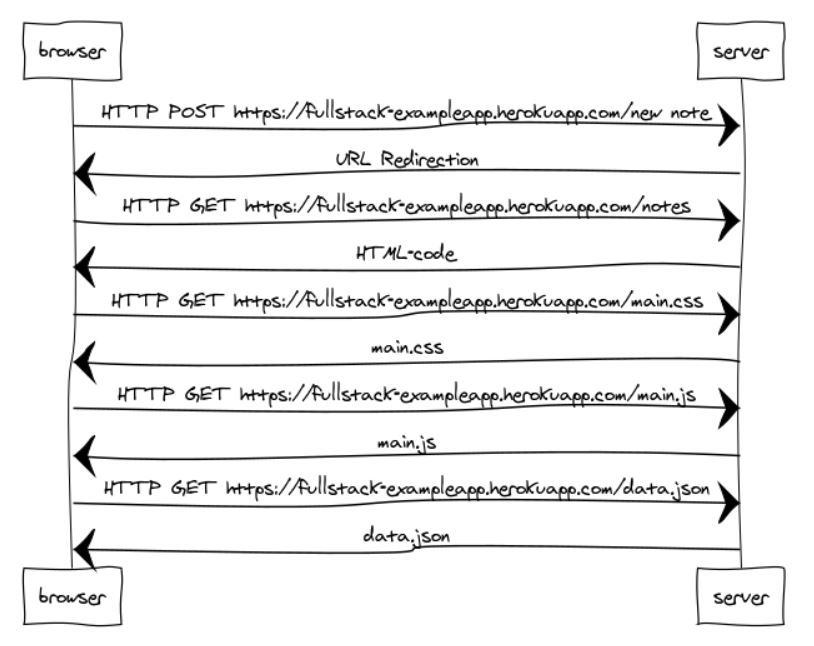 browser server
HTTP POST https://fullstack-exampleapp.herokuapp.com/new note
URL Redirection
HTTP GET https://fullstack-exampleapp.herokuapp.com/notes
HTML-code
HTTP GET https://fullstack-exampleapp.herokuapp.com/main.css
main.css
HTTP GET https://fullstack-exampleapp.herokuapp.com/main.js
main.js
HTTP GET https://fullstack-exampleapp.herokuapp.com/data.json
data.json
browser server